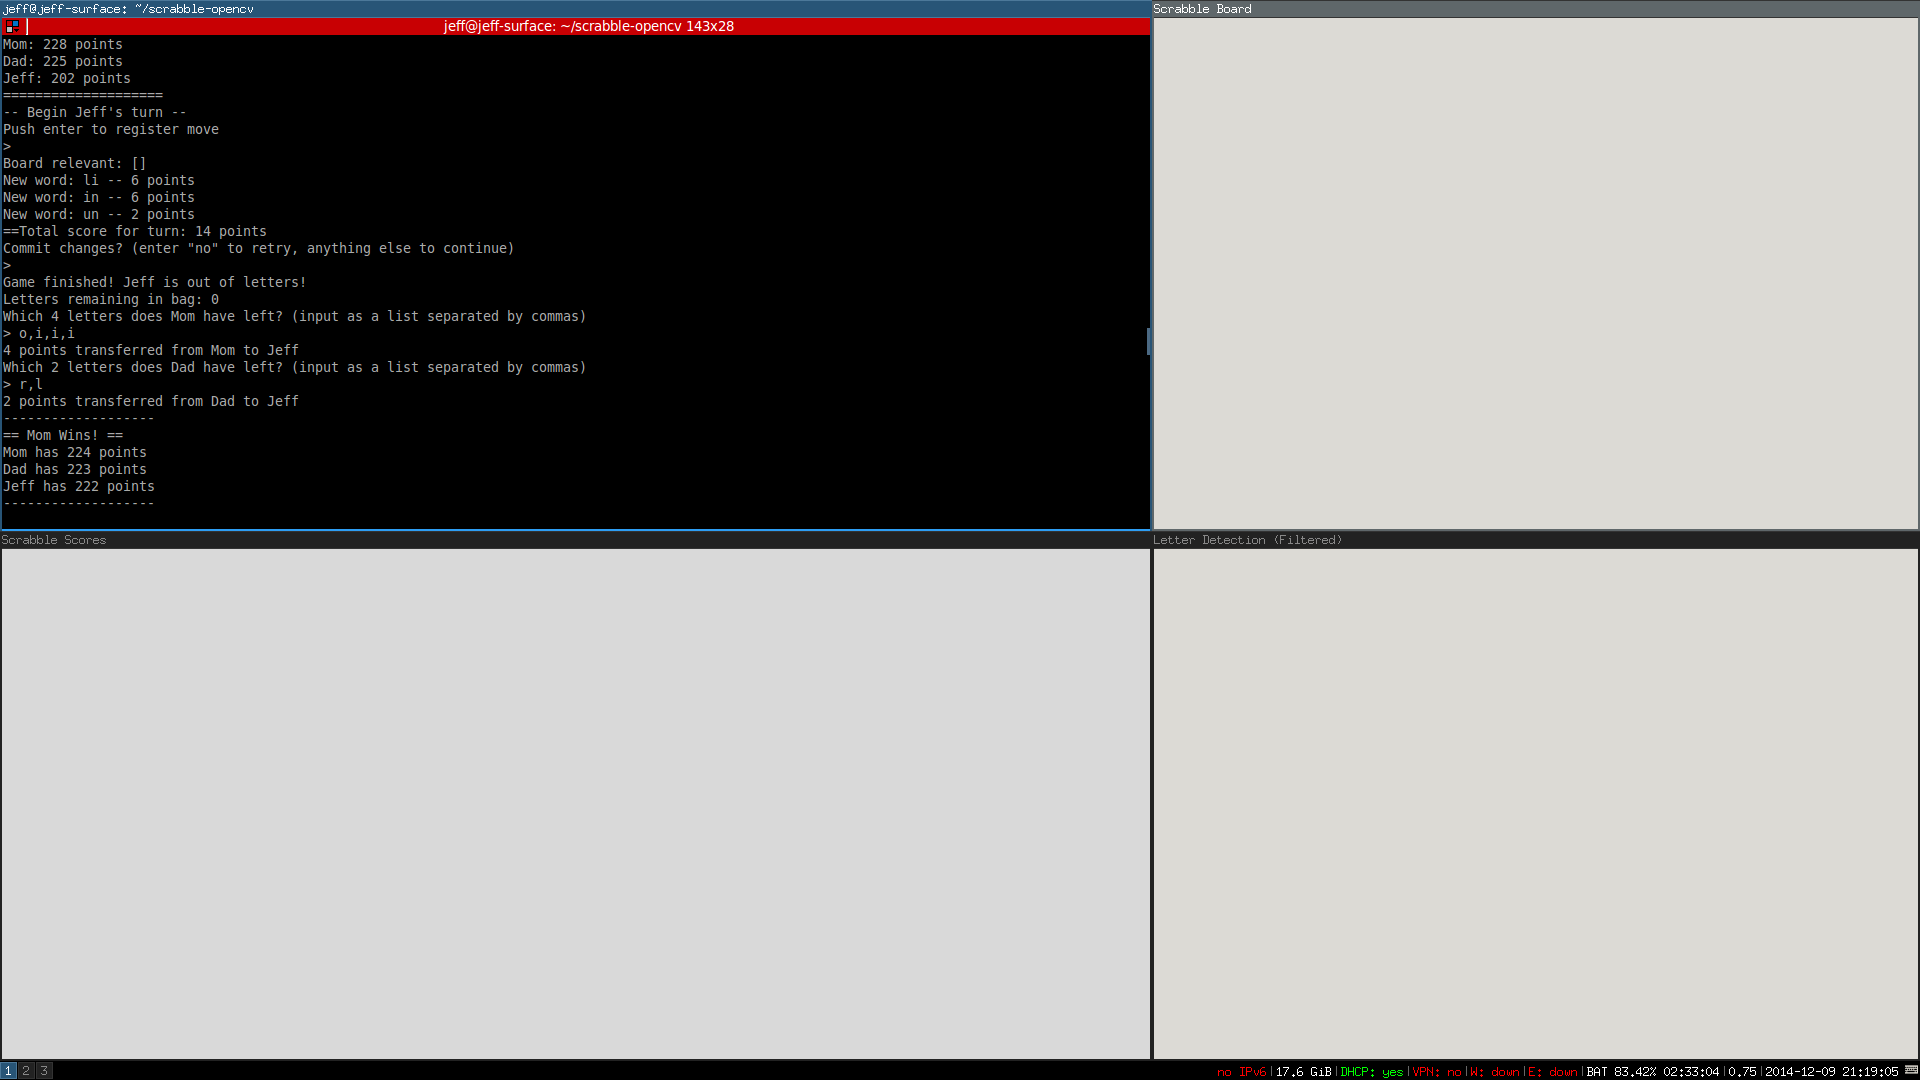 jeff@jeff-surface: ~/scrabble-opencv
jeff@jeff-surface: ~/scrabble-opencv 143x28
Mom: 228 points
Dad: 225 points
Jeff: 202 points
====================
-- Begin Jeff's turn --
Push enter to register move
>
Board relevant: []
New word: li -- 6 points
New word: in -- 6 points
New word: un -- 2 points
==Total score for turn: 14 points
Commit changes? (enter "no" to retry, anything else to continue)
>
Game finished! Jeff is out of letters!
Letters remaining in bag: 0
Which 4 letters does Mom have left? (input as a list separated by commas)
> o,i,i,i
4 points transferred from Mom to Jeff
Which 2 letters does Dad have left? (input as a list separated by commas)
> r,l
2 points transferred from Dad to Jeff
-------------------
== Mom Wins! ==
Mom has 224 points
Dad has 223 points
Jeff has 222 points
-------------------
Scrabble Board
Scrabble Scores
Letter Detection (Filtered)
1 2 3
no IPv6|17.6 GiB|DHCP: yes|VPN: no|W: down|E: down|BAT 83.42% 02:33:04|0.75|2014-12-09 21:19:05